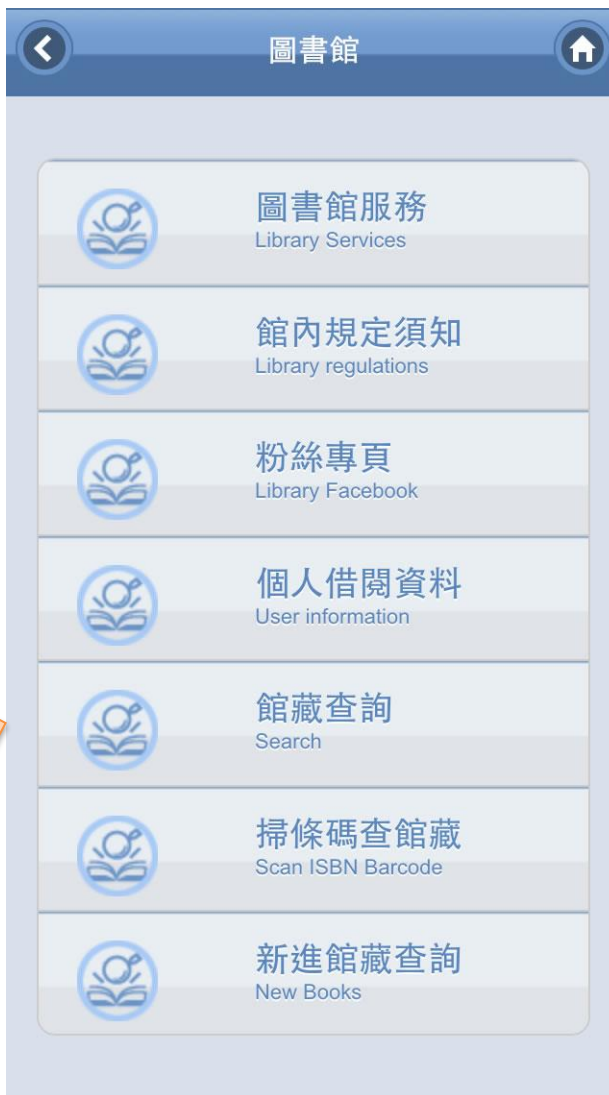 圖書館
圖書館服務
Library Services
館內規定須知
Library regulations
粉絲專頁
Library Facebook
個人借閱資料
User information
館藏查詢
Search
掃條碼查館藏
Scan ISBN Barcode
新進館藏查詢
New Books